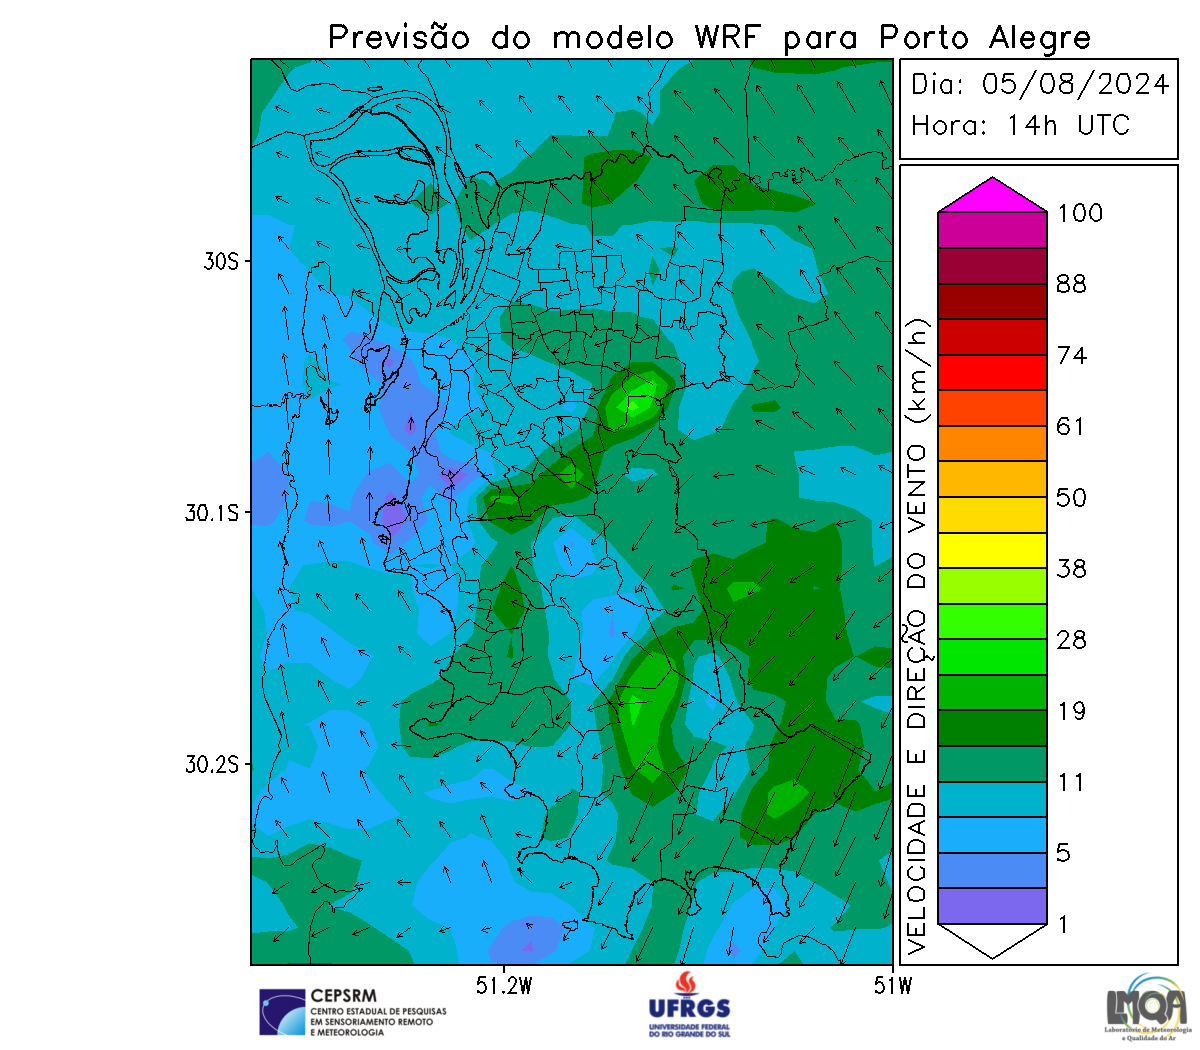 Previsão do modelo WRF para Porto Alegre
Dia: 05/08/2024
Hora: 14h UTC
30S
30.1S
30.2S
51.2W
51W
VELOCIDADE E DIREÇÃO DO VENTO (km/h)
100
88
74
61
50
38
28
19
11
5
1
CEPSRM
CENTRO ESTADUAL DE PESQUISAS
EM SENSORIAMENTO REMOTO
E METEOROLOGIA
UFRGS
UNIVERSIDADE FEDERAL
DO RIO GRANDE DO SUL
LMQA
Laboratório de Meteorologia
e Qualidade do Ar